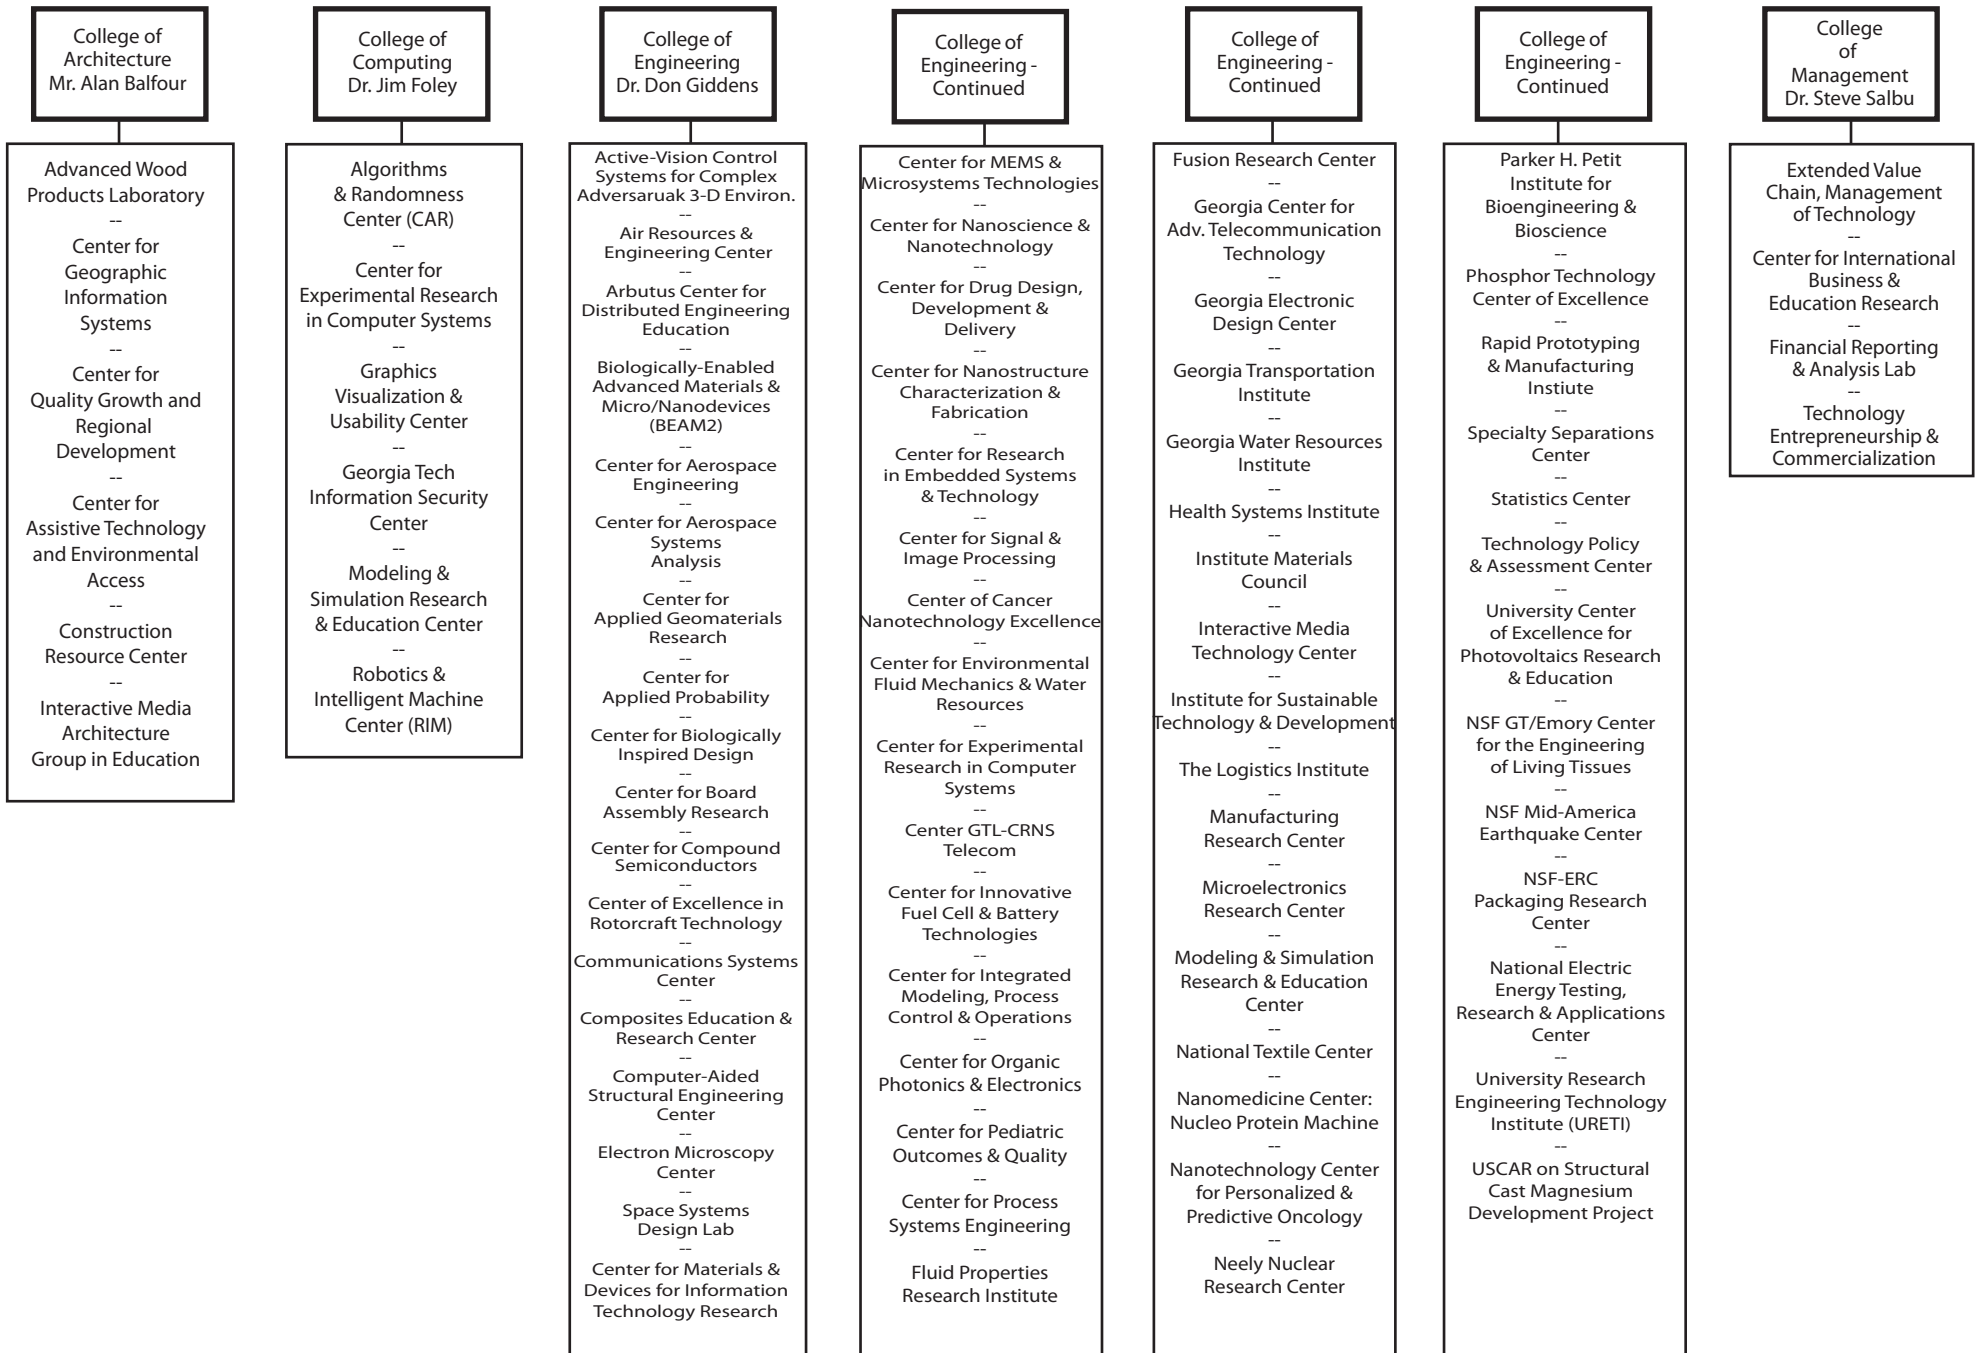 College of
Architecture
Mr. Alan Balfour
Advanced Wood
Products Laboratory
--
Center for
Geographic
Information
Systems
--
Center for
Quality Growth and
Regional
Development
--
Center for
Assistive Technology
and Environmental
Access
--
Construction
Resource Center
--
Interactive Media
Architecture
Group in Education
College of
Computing
Dr. Jim Foley
Algorithms
& Randomness
Center (CAR)
--
Center for
Experimental Research
in Computer Systems
--
Graphics
Visualization &
Usability Center
--
Georgia Tech
Information Security
Center
--
Modeling &
Simulation Research
& Education Center
--
Robotics &
Intelligent Machine
Center (RIM)
College of
Engineering
Dr. Don Giddens
Active-Vision Control
Systems for Complex
Adversaruak 3-D Environ.
--
Air Resources &
Engineering Center
--
Arbutus Center for
Distributed Engineering
Education
--
Biologically-Enabled
Advanced Materials &
Micro/Nanodevices
(BEAM2)
--
Center for Aerospace
Engineering
--
Center for Aerospace
Systems
Analysis
--
Center for
Applied Geomaterials
Research
--
Center for
Applied Probability
--
Center for Biologically
Inspired Design
--
Center for Board
Assembly Research
--
Center for Compound
Semiconductors
--
Center of Excellence in
Rotorcraft Technology
--
Communications Systems
Center
--
Composites Education &
Research Center
--
Computer-Aided
Structural Engineering
Center
--
Electron Microscopy
Center
--
Space Systems
Design Lab
--
Center for Materials &
Devices for Information
Technology Research
College of
Engineering -
Continued
Center for MEMS &
Microsystems Technologies
--
Center for Nanoscience &
Nanotechnology
--
Center for Drug Design,
Development &
Delivery
--
Center for Nanostructure
Characterization &
Fabrication
--
Center for Research
in Embedded Systems
& Technology
--
Center for Signal &
Image Processing
--
Center of Cancer
Nanotechnology Excellence
--
Center for Environmental
Fluid Mechanics & Water
Resources
--
Center for Experimental
Research in Computer
Systems
--
Center GTL-CRNS
Telecom
--
Center for Innovative
Fuel Cell & Battery
Technologies
--
Center for Integrated
Modeling, Process
Control & Operations
--
Center for Organic
Photonics & Electronics
--
Center for Pediatric
Outcomes & Quality
--
Center for Process
Systems Engineering
--
Fluid Properties
Research Institute
College of
Engineering -
Continued
Fusion Research Center
--
Georgia Center for
Adv. Telecommunication
Technology
--
Georgia Electronic
Design Center
--
Georgia Transportation
Institute
--
Georgia Water Resources
Institute
--
Health Systems Institute
--
Institute Materials
Council
--
Interactive Media
Technology Center
--
Institute for Sustainable
Technology & Development
--
The Logistics Institute
--
Manufacturing
Research Center
--
Microelectronics
Research Center
--
Modeling & Simulation
Research & Education
Center
--
National Textile Center
--
Nanomedicine Center:
Nucleo Protein Machine
--
Nanotechnology Center
for Personalized &
Predictive Oncology
--
Neely Nuclear
Research Center
College of
Engineering -
Continued
Parker H. Petit
Institute for
Bioengineering &
Bioscience
--
Phosphor Technology
Center of Excellence
--
Rapid Prototyping
& Manufacturing
Instiute
--
Specialty Separations
Center
--
Statistics Center
--
Technology Policy
& Assessment Center
--
University Center
of Excellence for
Photovoltaics Research
& Education
--
NSF GT/Emory Center
for the Engineering
of Living Tissues
--
NSF Mid-America
Earthquake Center
--
NSF-ERC
Packaging Research
Center
--
National Electric
Energy Testing,
Research & Applications
Center
--
University Research
Engineering Technology
Institute (URETI)
--
USCAR on Structural
Cast Magnesium
Development Project
College
of
Management
Dr. Steve Salbu
Extended Value
Chain, Management
of Technology
--
Center for International
Business &
Education Research
--
Financial Reporting
& Analysis Lab
--
Technology
Entrepreneurship &
Commercialization